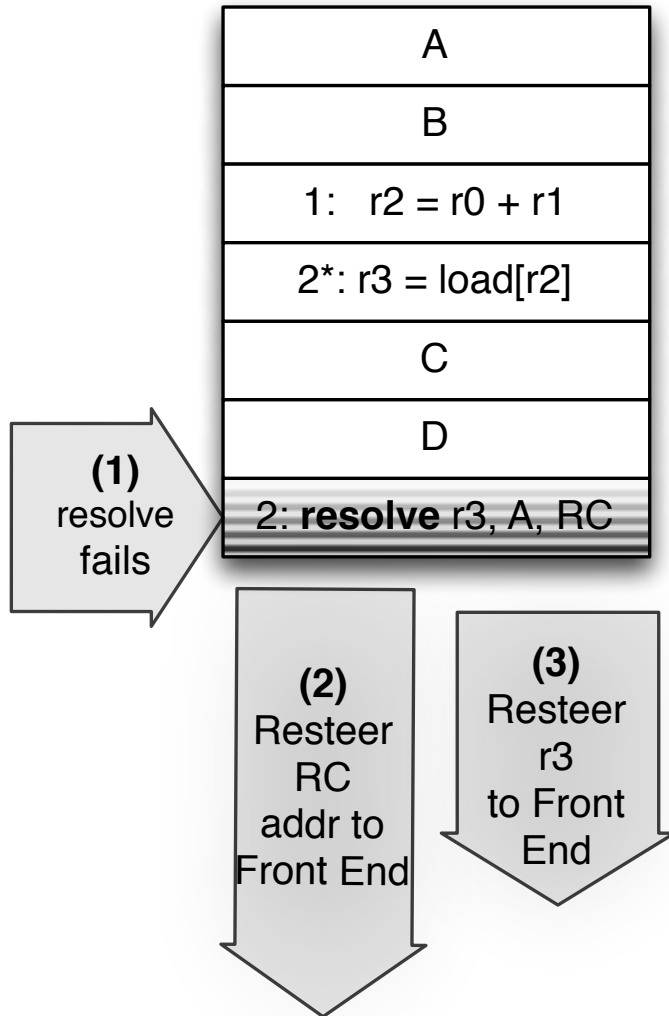 A
B
1: r2 = r0 + r1
2*: r3 = load[r2]
C
D
2: resolve r3, A, RC
(1)
resolve
fails
(2)
Resteer
RC
addr to
Front End
(3)
Resteer
r3
to Front
End